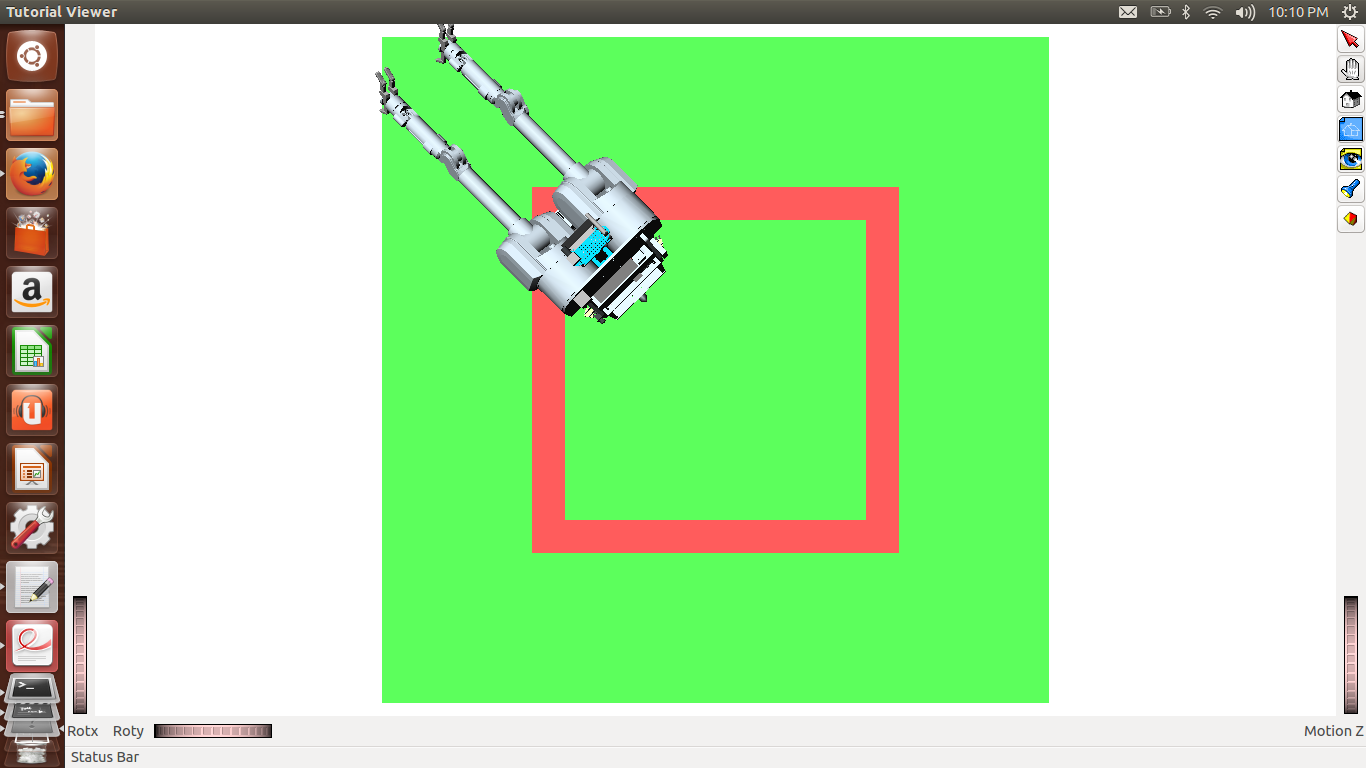 Tutorial Viewer
10:10 PM
a
U
>_
Rotx Roty Motion Z
Status Bar